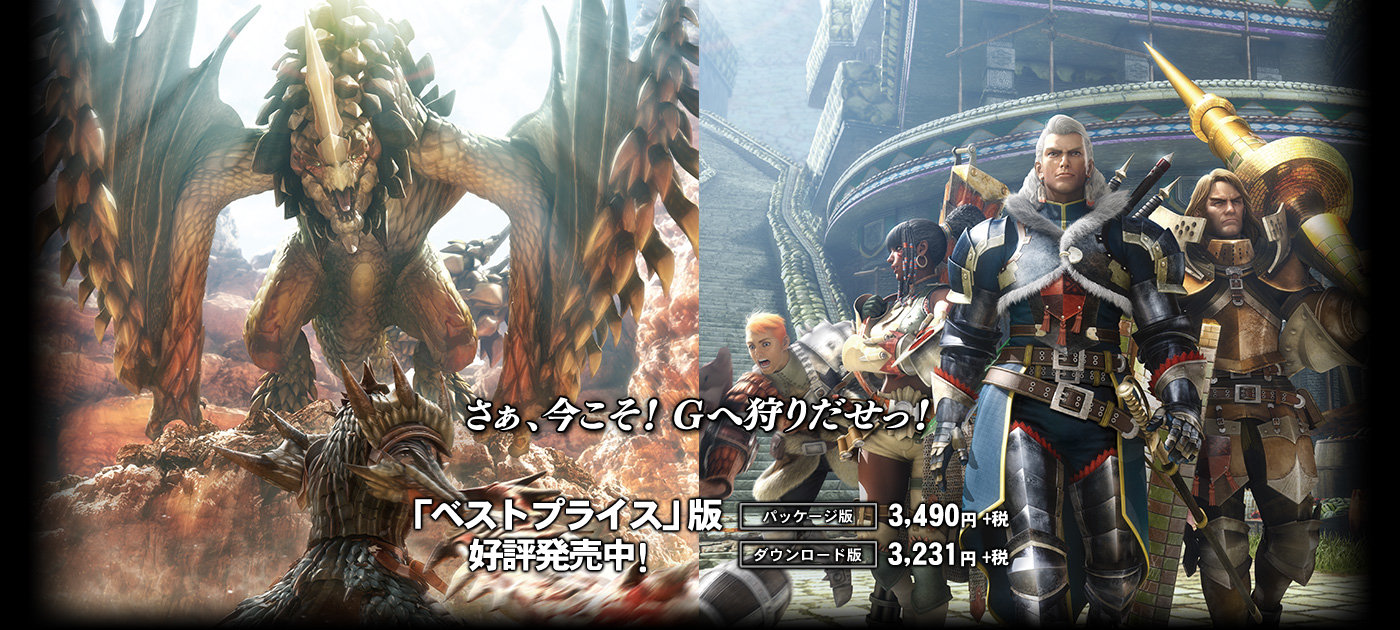 さぁ、今こそ！Gへ狩りだせっ！
「ベストプライス」版
好評発売中！
パッケージ版 3,490円+税
ダウンロード版 3,231円+税